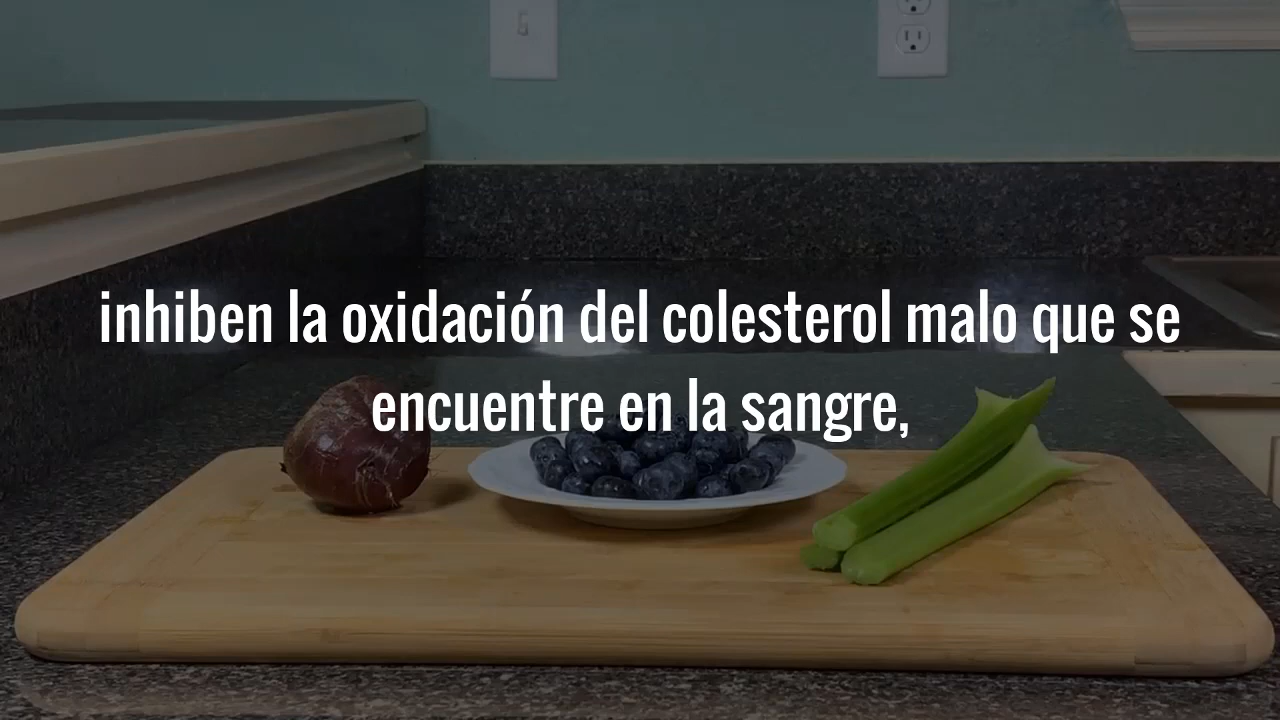 inhiben la oxidación del colesterol malo que se
encuentre en la sangre,